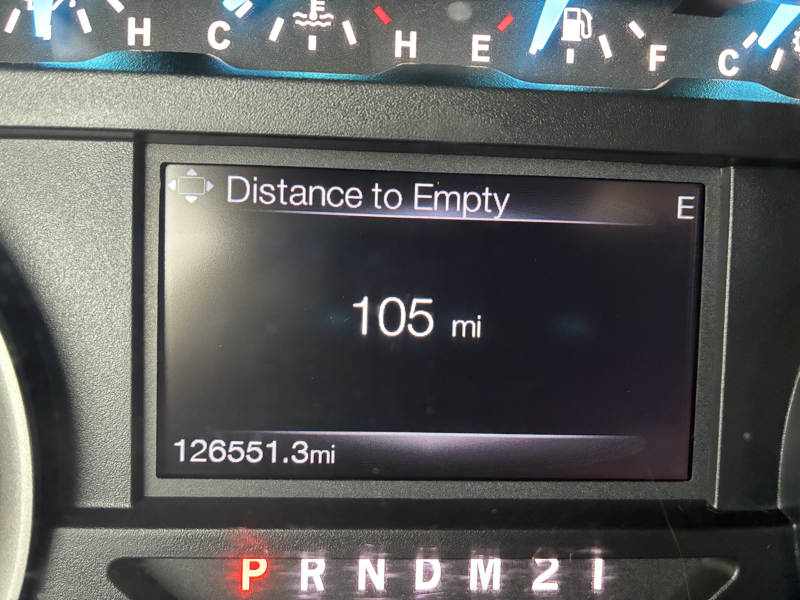 H C F H E F C
Distance to Empty E
105 mi
126551.3mi
P R N D M 2 1